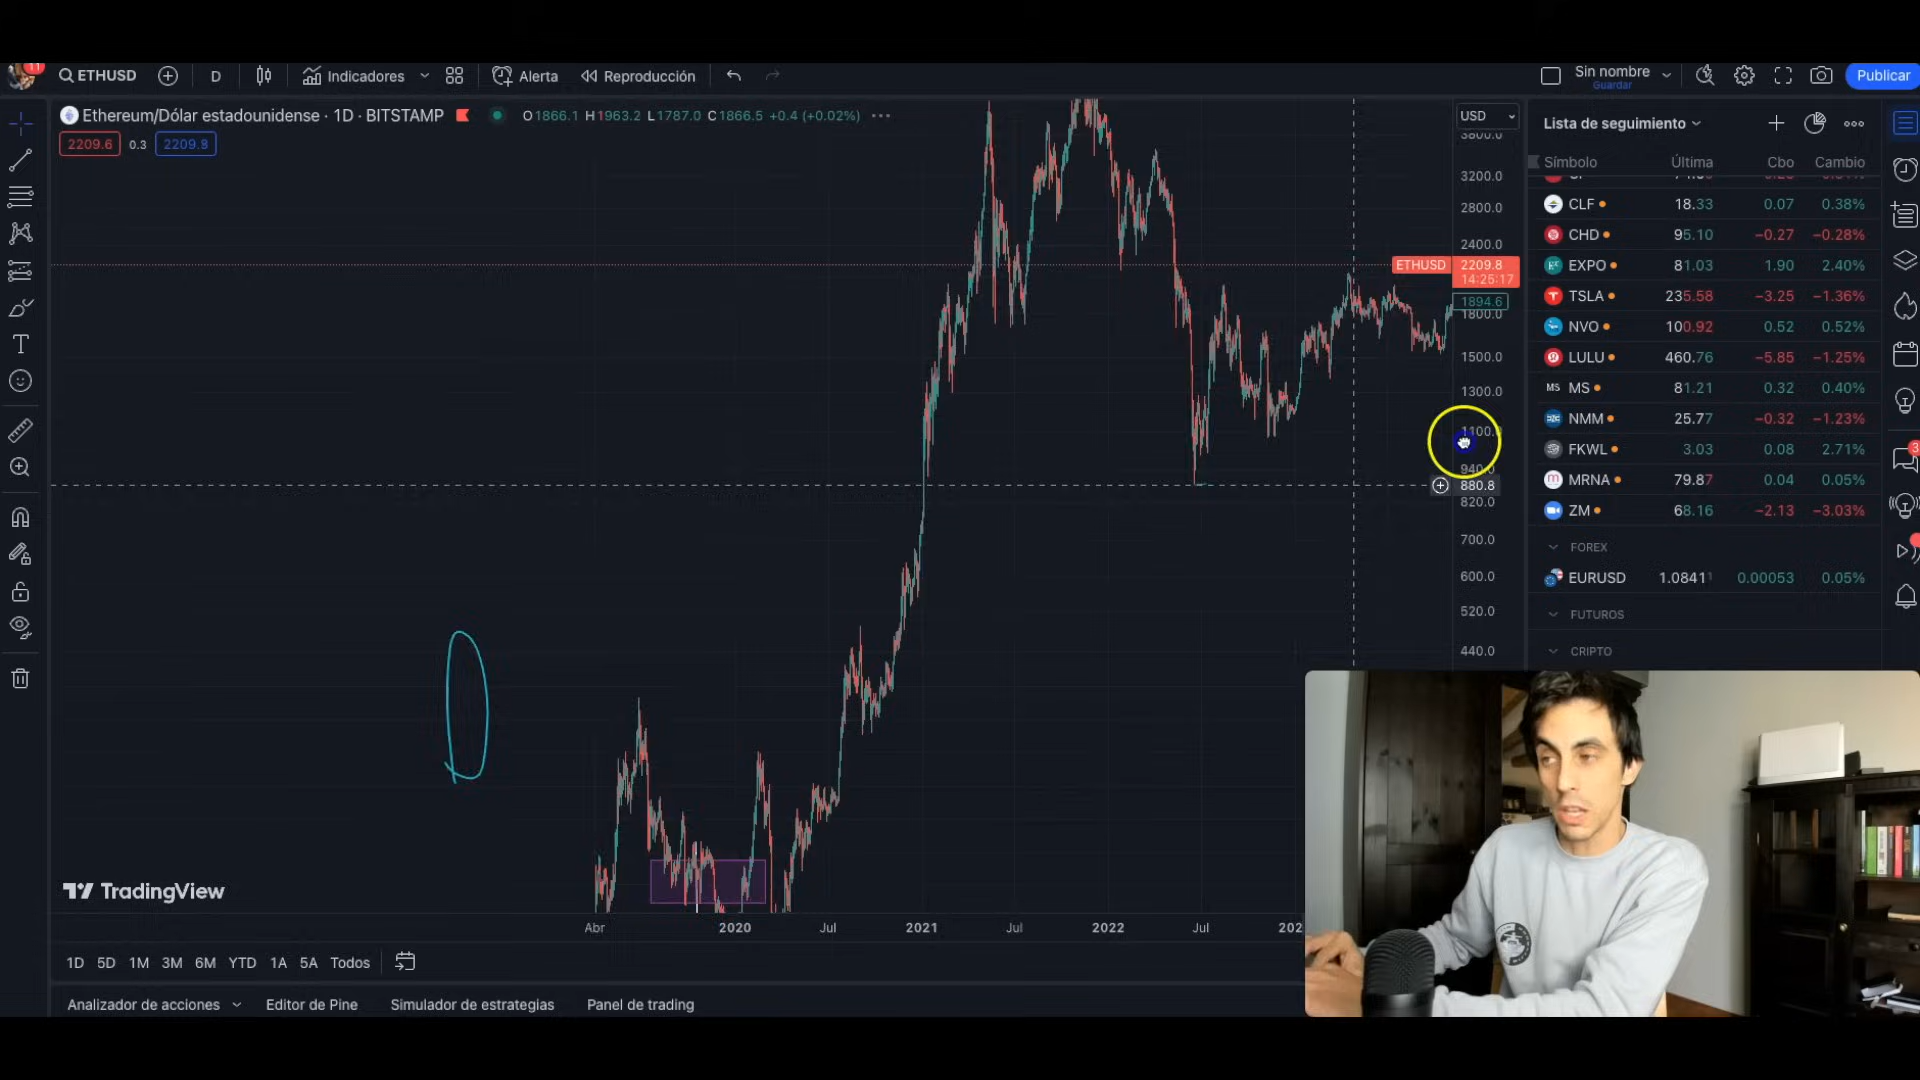 11
ETHUSD
D
Indicadores
Alerta
Reproducción
Sin nombre
Guardar
Publicar
Ethereum/Dólar estadounidense · 1D · BITSTAMP
O1866.1 H1963.2 L1787.0 C1866.5 +0.4 (+0.02%)
2209.6 0.3 2209.8
USD
3800.0
3200.0
2800.0
2400.0
ETHUSD 2209.8
14:25:17
1894.6
1800.0
1500.0
1300.0
1100.0
940.0
880.8
820.0
700.0
600.0
520.0
440.0
Lista de seguimiento
Símbolo Última Cbo Cambio
CLF 18.33 0.07 0.38%
CHD 95.10 −0.27 −0.28%
EXPO 81.03 1.90 2.40%
TSLA 235.58 −3.25 −1.36%
NVO 100.92 0.52 0.52%
LULU 460.76 −5.85 −1.25%
MS MS 81.21 0.32 0.40%
NMM 25.77 −0.32 −1.23%
FKWL 3.03 0.08 2.71%
MRNA 79.87 0.04 0.05%
ZM 68.16 −2.13 −3.03%
FOREX
EURUSD 1.08411 0.00053 0.05%
FUTUROS
CRIPTO
3
TradingView
Abr 2020 Jul 2021 Jul 2022 Jul
1D 5D 1M 3M 6M YTD 1A 5A Todos
Analizador de acciones Editor de Pine Simulador de estrategias Panel de trading